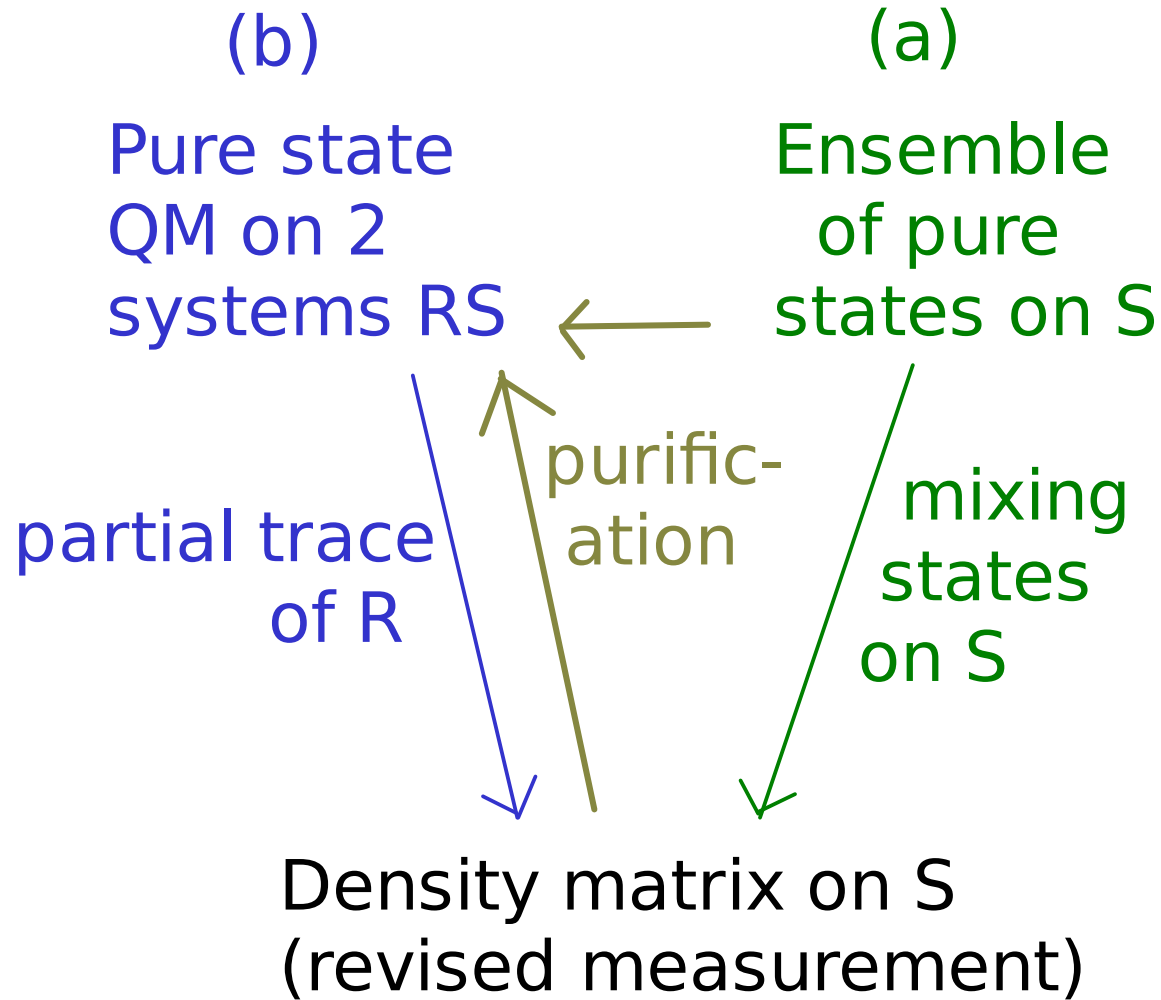 (b)
Pure state
QM on 2
systems RS
(a)
Ensemble
of pure
states on S
purific-
ation
partial trace
of R
mixing
states
on S
Density matrix on S
(revised measurement)